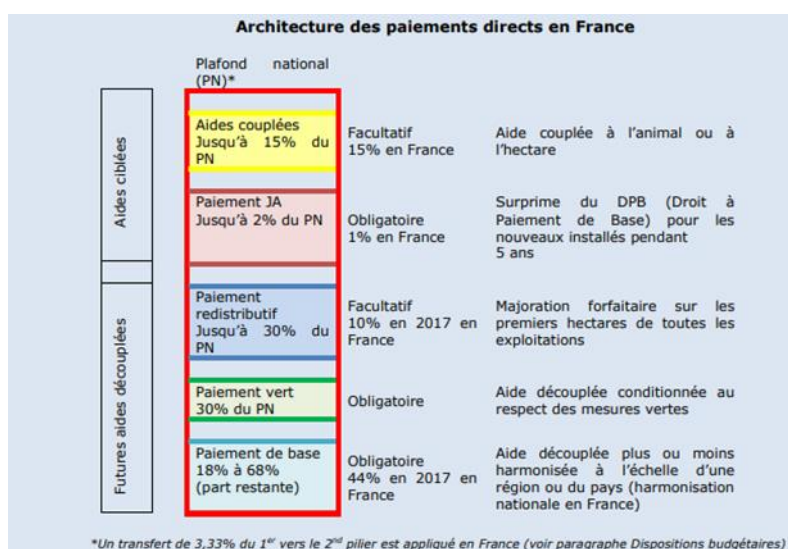 Architecture des paiements directs en France
Plafond national
(PN)*
Aides ciblées
Aides couplées
Jusqu'à 15% du
PN
Facultatif
15% en France
Aide couplée à l'animal ou à
l'hectare
Paiement JA
Jusqu'à 2% du PN
Obligatoire
1% en France
Surprime du DPB (Droit à
Paiement de Base) pour les
nouveaux installés pendant
5 ans
Futures aides découplées
Paiement
redistributif
Jusqu'à 30% du
PN
Facultatif
10% en 2017 en
France
Majoration forfaitaire sur les
premiers hectares de toutes les
exploitations
Paiement vert
30% du PN
Obligatoire
Aide découplée conditionnée au
respect des mesures vertes
Paiement de base
18% à 68%
(part restante)
Obligatoire
44% en 2017 en
France
Aide découplée plus ou moins
harmonisée à l'échelle d'une
région ou du pays (harmonisation
nationale en France)
*Un transfert de 3,33% du 1er vers le 2nd pilier est appliqué en France (voir paragraphe Dispositions budgétaires)